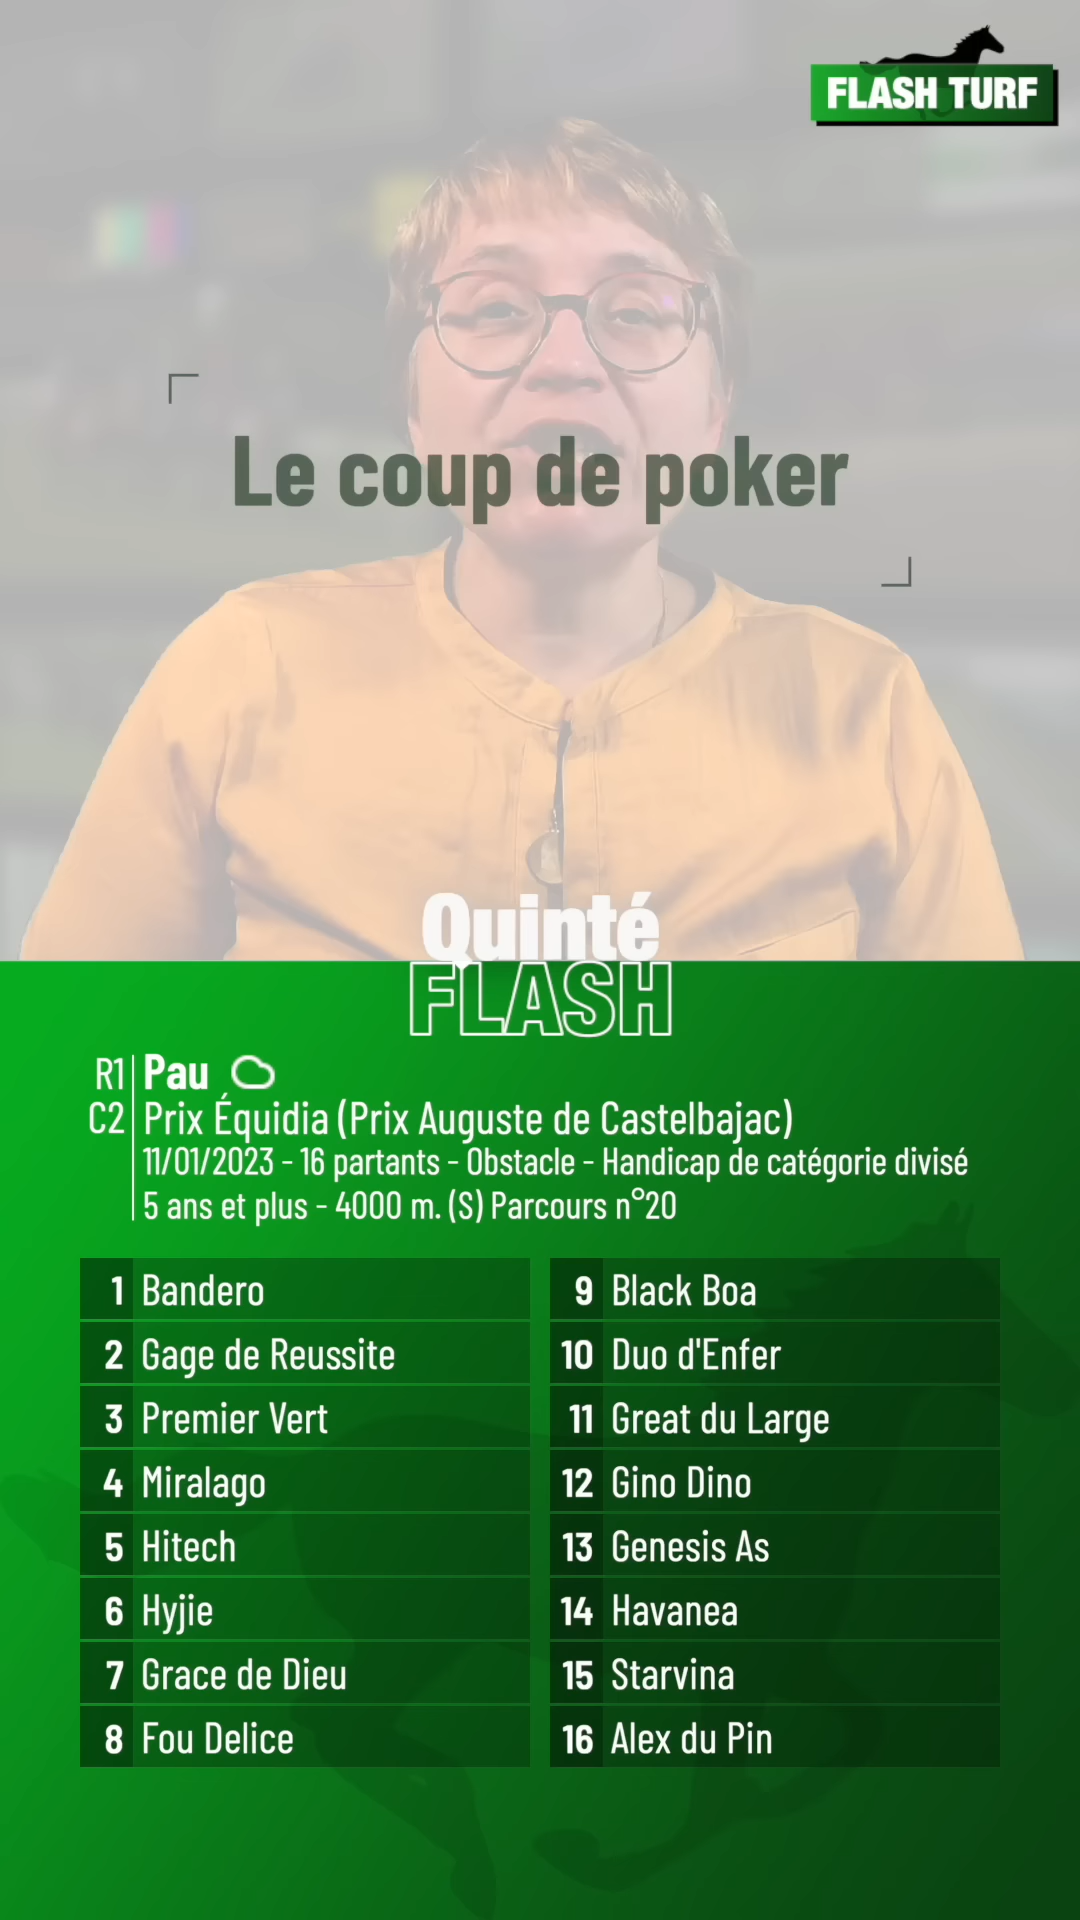 FLASH TURF
Le coup de poker
Quinté
FLASH
R1 Pau
C2 Prix Équidia (Prix Auguste de Castelbajac)
11/01/2023 - 16 partants - Obstacle - Handicap de catégorie divisé
5 ans et plus - 4000 m. (S) Parcours n°20
1 Bandero
2 Gage de Reussite
3 Premier Vert
4 Miralago
5 Hitech
6 Hyjie
7 Grace de Dieu
8 Fou Delice
9 Black Boa
10 Duo d'Enfer
11 Great du Large
12 Gino Dino
13 Genesis As
14 Havanea
15 Starvina
16 Alex du Pin